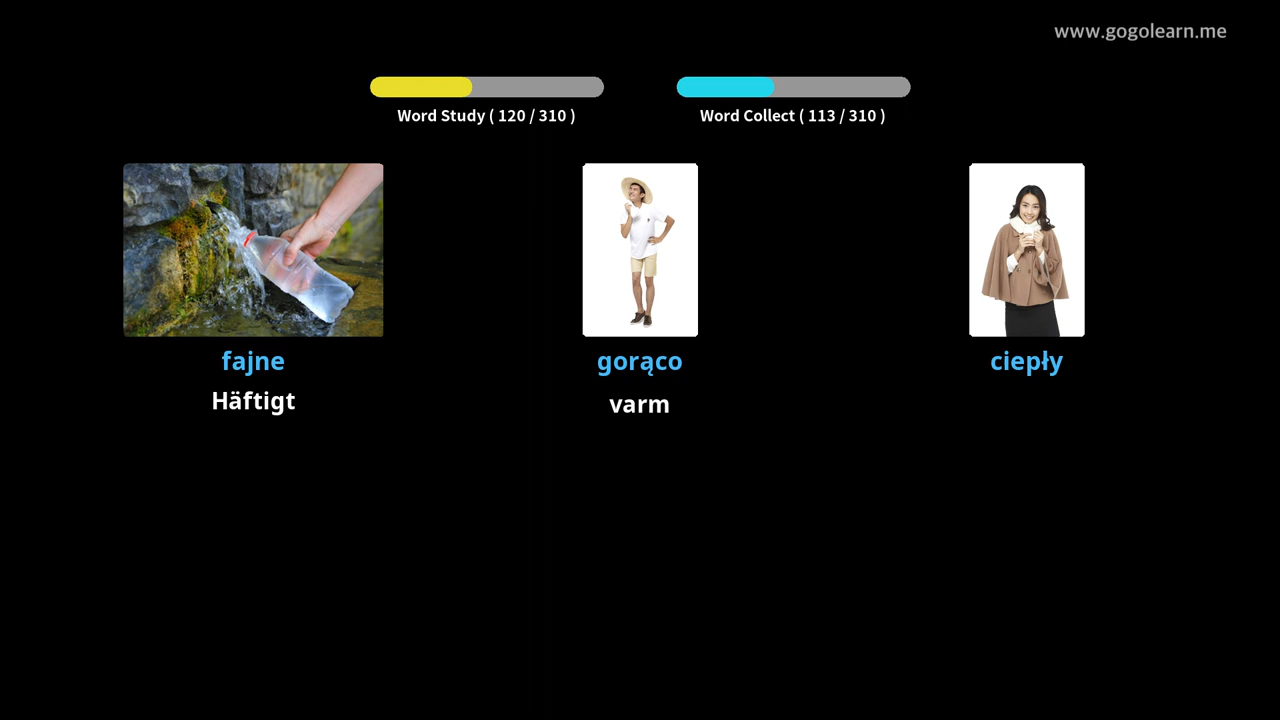 www.gogolearn.me
Word Study ( 120 / 310 )
Word Collect ( 113 / 310 )
fajne
gorąco
ciepły
Häftigt
varm